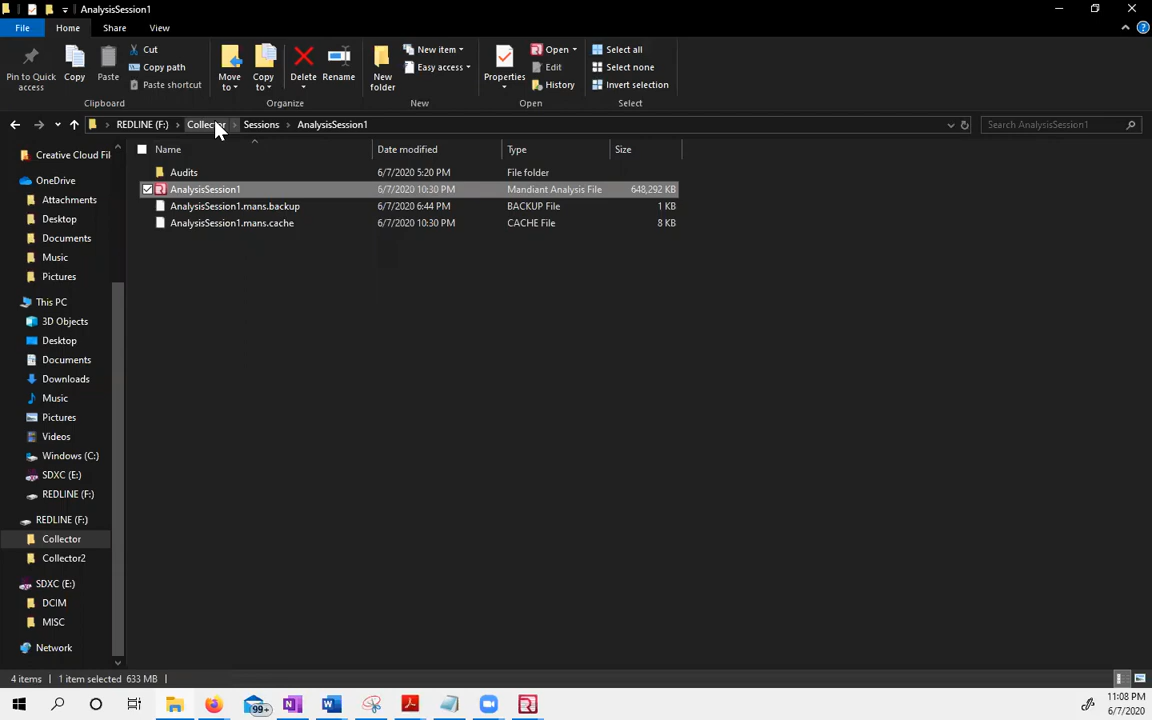 AnalysisSession1
File Home Share View
Pin to Quick access
Copy
Paste
Cut
Copy path
Paste shortcut
Clipboard
Move to
Copy to
Delete
Rename
Organize
New folder
New item
Easy access
New
Properties
Open
Edit
History
Open
Select all
Select none
Invert selection
Select
REDLINE (F:) > Collector > Sessions > AnalysisSession1
Search AnalysisSession1
Name Date modified Type Size
Audits 6/7/2020 5:20 PM File folder
AnalysisSession1 6/7/2020 10:30 PM Mandiant Analysis File 648,292 KB
AnalysisSession1.mans.backup 6/7/2020 6:44 PM BACKUP File 1 KB
AnalysisSession1.mans.cache 6/7/2020 10:30 PM CACHE File 8 KB
Creative Cloud Fil
OneDrive
Attachments
Desktop
Documents
Music
Pictures
This PC
3D Objects
Desktop
Documents
Downloads
Music
Pictures
Videos
Windows (C:)
SDXC (E:)
REDLINE (F:)
REDLINE (F:)
Collector
Collector2
SDXC (E:)
DCIM
MISC
Network
4 items 1 item selected 633 MB
99+
11:08 PM
6/7/2020